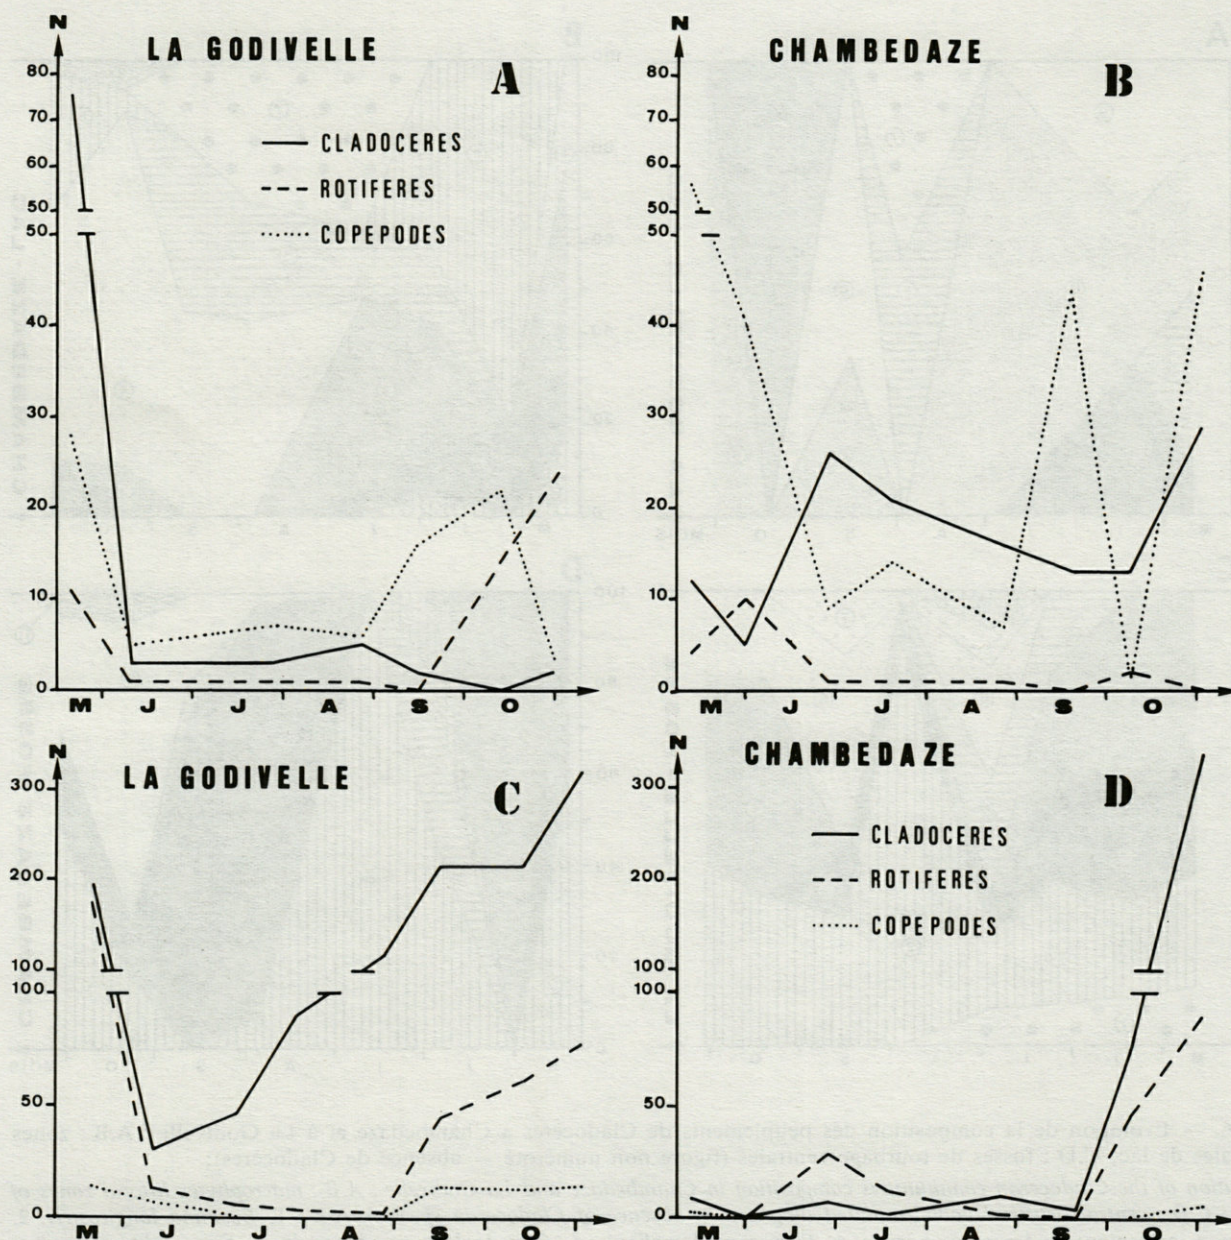 N
LA GODIVELLE
A
80
70
60
50
50
40
30
20
10
0
CLADOCERES
ROTIFERES
COPEPODES
M J J A S O
N
CHAMBEDAZE
B
80
70
60
50
50
40
30
20
10
0
M J J A S O
N
LA GODIVELLE
C
300
200
100
100
50
0
M J J A S O
N
CHAMBEDAZE
D
300
200
100
100
50
0
CLADOCERES
ROTIFERES
COPEPODES
M J J A S O